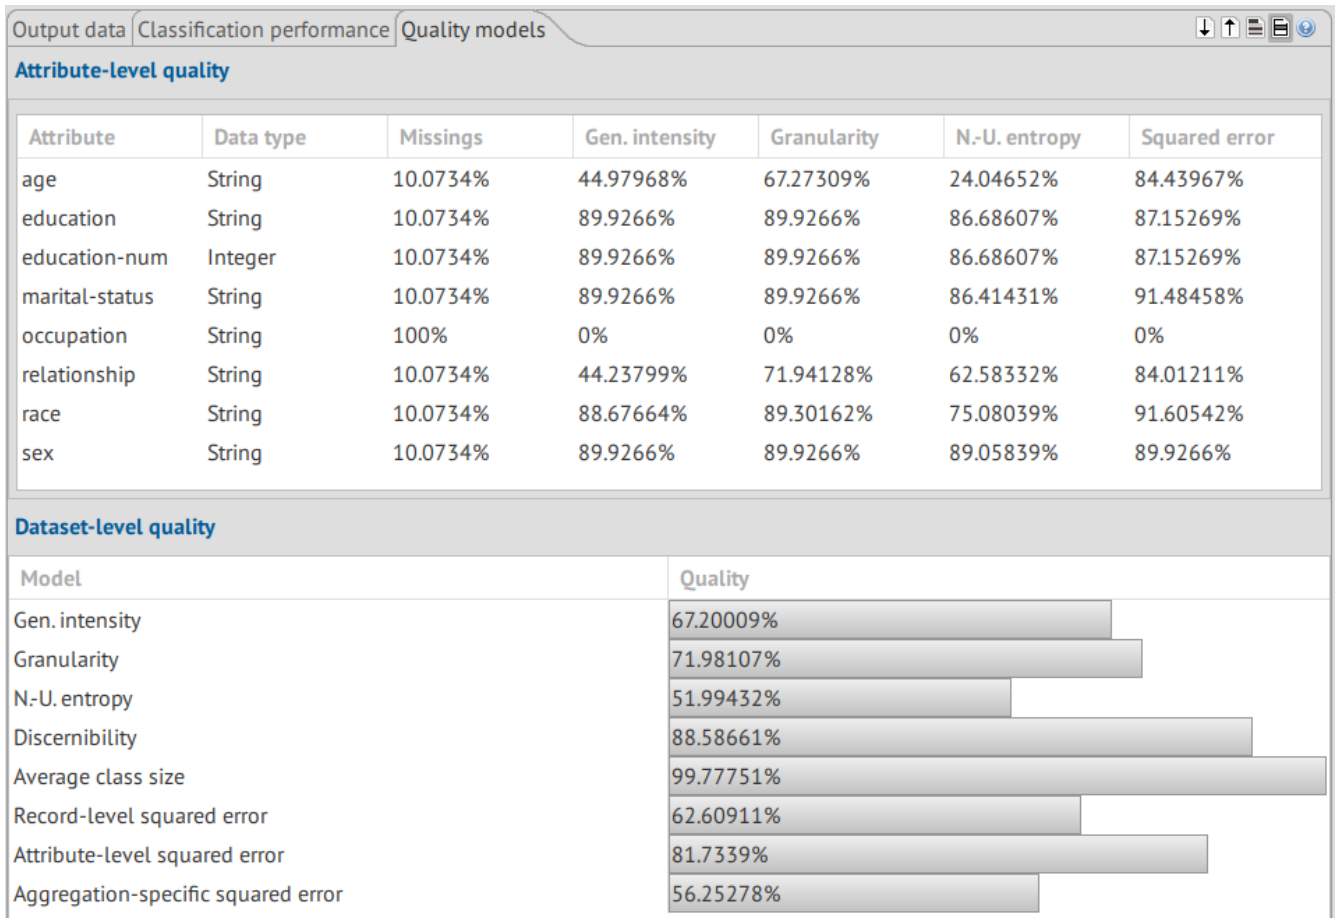 Output data Classification performance Quality models
Attribute-level quality
Attribute Data type Missings Gen. intensity Granularity N.-U. entropy Squared error
age String 10.0734% 44.97968% 67.27309% 24.04652% 84.43967%
education String 10.0734% 89.9266% 89.9266% 86.68607% 87.15269%
education-num Integer 10.0734% 89.9266% 89.9266% 86.68607% 87.15269%
marital-status String 10.0734% 89.9266% 89.9266% 86.41431% 91.48458%
occupation String 100% 0% 0% 0% 0%
relationship String 10.0734% 44.23799% 71.94128% 62.58332% 84.01211%
race String 10.0734% 88.67664% 89.30162% 75.08039% 91.60542%
sex String 10.0734% 89.9266% 89.9266% 89.05839% 89.9266%
Dataset-level quality
Model Quality
Gen. intensity 67.20009%
Granularity 71.98107%
N.-U. entropy 51.99432%
Discernibility 88.58661%
Average class size 99.77751%
Record-level squared error 62.60911%
Attribute-level squared error 81.7339%
Aggregation-specific squared error 56.25278%